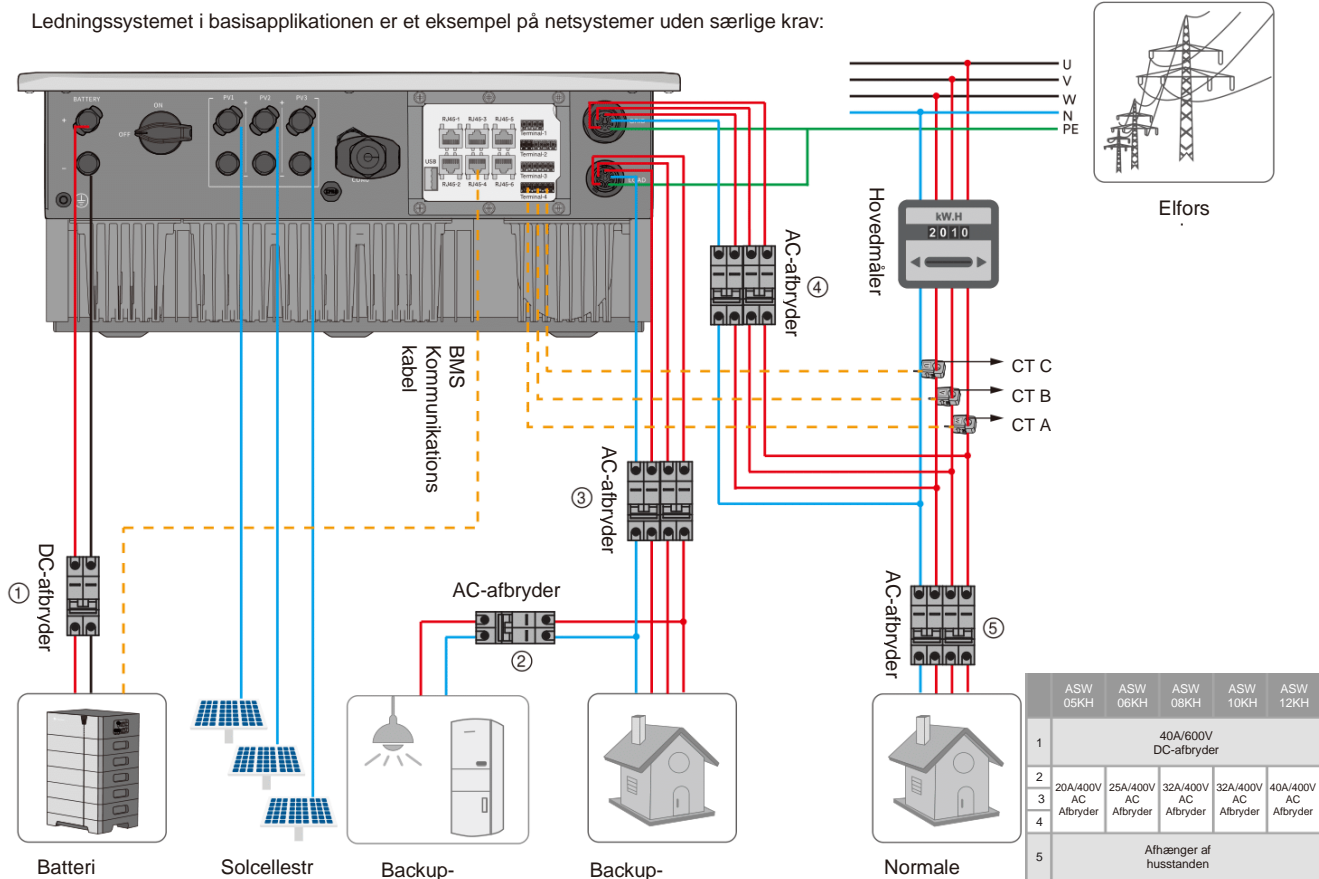 Ledningssystemet i basisapplikationen er et eksempel på netsystemer uden særlige krav:
BATTERY
+
-
ON
OFF
PV1
PV2
PV3
+
+
-
-
COM
USB
RJ45-1
RJ45-3
RJ45-5
RJ45-2
RJ45-4
RJ45-6
Terminal-1
Terminal-2
Terminal-3
Terminal-4
LOAD
U
V
W
N
PE
Elfors
.
Hovedmåler
kW.H
2010
AC-afbryder
④
CT C
CT B
CT A
BMS
Kommunikations
kabel
AC-afbryder
③
DC-afbryder
①
AC-afbryder
②
AC-afbryder
⑤
Batteri
Solcellestr
Backup-
Backup-
Normale
ASW 05KH
ASW 06KH
ASW 08KH
ASW 10KH
ASW 12KH
1
40A/600V
DC-afbryder
2
3
4
20A/400V AC Afbryder
25A/400V AC Afbryder
32A/400V AC Afbryder
32A/400V AC Afbryder
40A/400V AC Afbryder
5
Afhænger af
husstanden